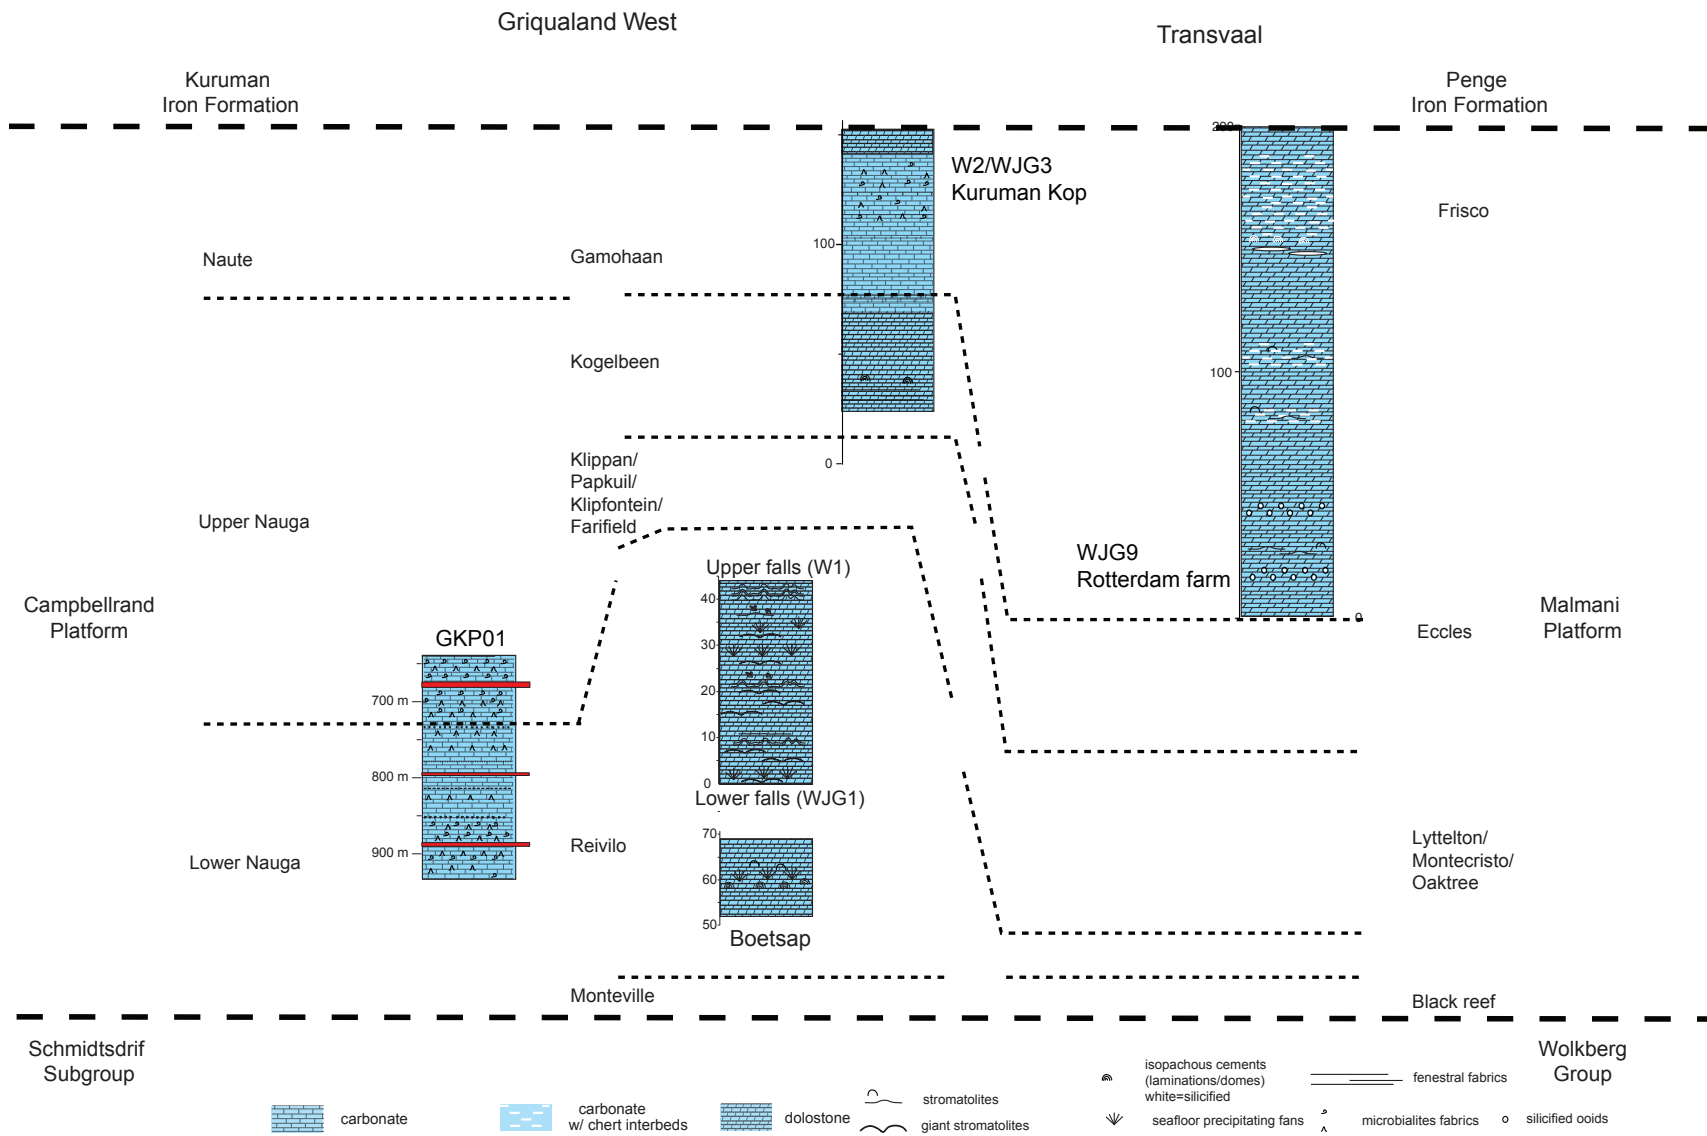 Griqualand West
Transvaal
Kuruman
Iron Formation
Penge
Iron Formation
200
W2/WJG3
Kuruman Kop
Frisco
100
Naute
Gamohaan
Kogelbeen
100
0
Klippan/
Papkuil/
Klipfontein/
Farifield
Upper Nauga
WJG9
Rotterdam farm
Upper falls (W1)
Campbellrand
Platform
Malmani
Platform
40
0
Eccles
GKP01
30
20
700 m
10
800 m
0
Lower falls (WJG1)
70
Lower Nauga
900 m
Reivilo
60
Lyttelton/
Montecristo/
Oaktree
50
Boetsap
Monteville
Black reef
Schmidtsdrif
Subgroup
Wolkberg
Group
carbonate
carbonate
w/ chert interbeds
dolostone
stromatolites
giant stromatolites
isopachous cements
(laminations/domes)
white=silicified
seafloor precipitating fans
fenestral fabrics
microbialites fabrics
silicified ooids